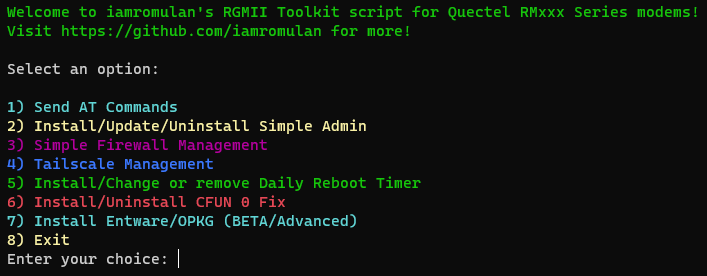 Welcome to iamromulan's RGMII Toolkit script for Quectel RMxxx Series modems!
Visit https://github.com/iamromulan for more!
Select an option:
1) Send AT Commands
2) Install/Update/Uninstall Simple Admin
3) Simple Firewall Management
4) Tailscale Management
5) Install/Change or remove Daily Reboot Timer
6) Install/Uninstall CFUN 0 Fix
7) Install Entware/OPKG (BETA/Advanced)
8) Exit
Enter your choice: